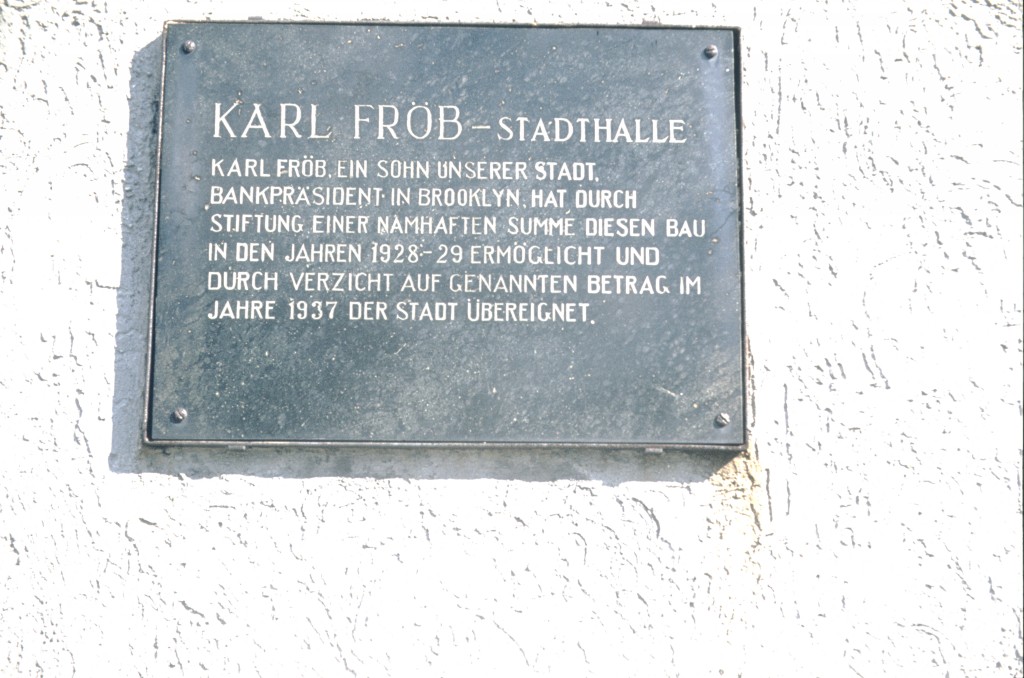 KARL FRÖB – STADTHALLE
KARL FRÖB, EIN SOHN UNSERER STADT,
BANKPRÄSIDENT IN BROOKLYN, HAT DURCH
STIFTUNG EINER NAMHAFTEN SUMME DIESEN BAU
IN DEN JAHREN 1928-29 ERMÖGLICHT UND
DURCH VERZICHT AUF GENANNTEN BETRAG IM
JAHRE 1937 DER STADT ÜBEREIGNET.